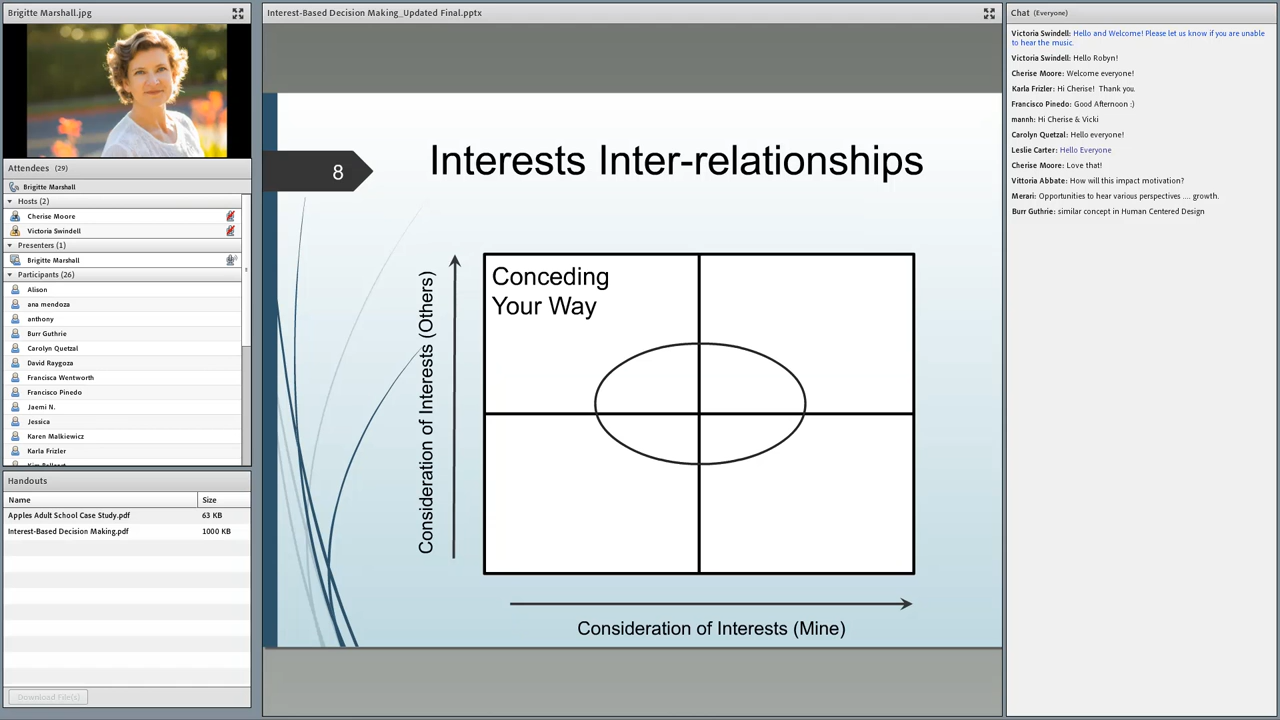 Brigitte Marshall.jpg
Attendees (29)
Brigitte Marshall
Hosts (2)
Cherise Moore
Victoria Swindell
Presenters (1)
Brigitte Marshall
Participants (26)
Alison
ana mendoza
anthony
Burr Guthrie
Carolyn Quetzal
David Raygoza
Francisca Wentworth
Francisco Pinedo
Jaemi N.
Jessica
Karen Malkiewicz
Karla Frizler
Handouts
Name Size
Apples Adult School Case Study.pdf 63 KB
Interest-Based Decision Making.pdf 1000 KB
Download File(s)
Interest-Based Decision Making_Updated Final.pptx
8
Interests Inter-relationships
Conceding
Your Way
Consideration of Interests (Others)
Consideration of Interests (Mine)
Chat (Everyone)
Victoria Swindell: Hello and Welcome! Please let us know if you are unable
to hear the music.
Victoria Swindell: Hello Robyn!
Cherise Moore: Welcome everyone!
Karla Frizler: Hi Cherise! Thank you.
Francisco Pinedo: Good Afternoon :)
mannh: Hi Cherise & Vicki
Carolyn Quetzal: Hello everyone!
Leslie Carter: Hello Everyone
Cherise Moore: Love that!
Vittoria Abbate: How will this impact motivation?
Merari: Opportunities to hear various perspectives .... growth.
Burr Guthrie: similar concept in Human Centered Design